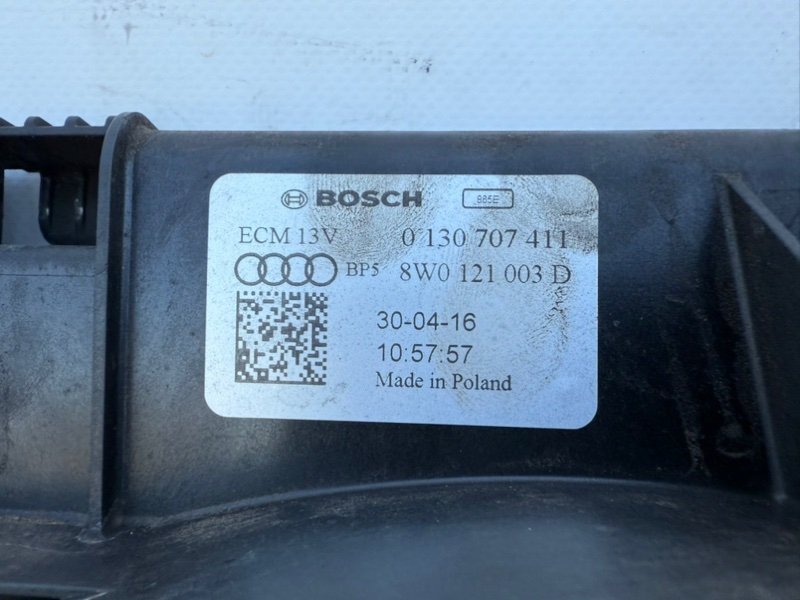 BOSCH
ECM 13V 0 130 707 411
BP5 8W0 121 003 D
30-04-16
10:57:57
Made in Poland